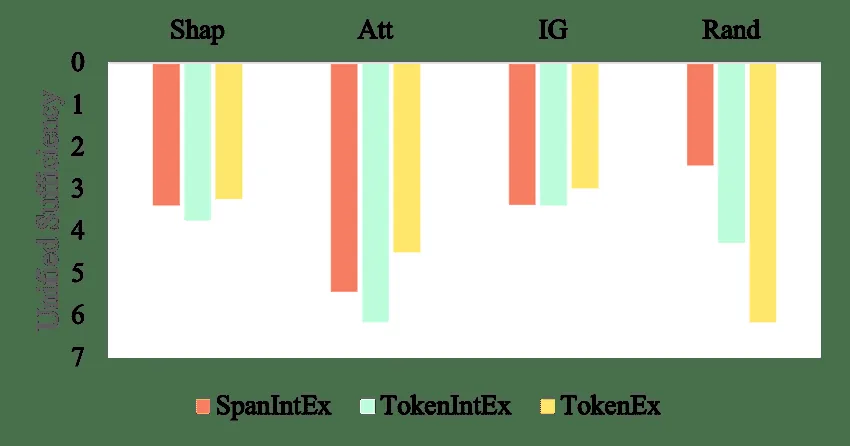 Shap Att IG Rand
0
1
2
3
4
5
6
7
Unified Sufficiency
SpanIntEx TokenIntEx TokenEx